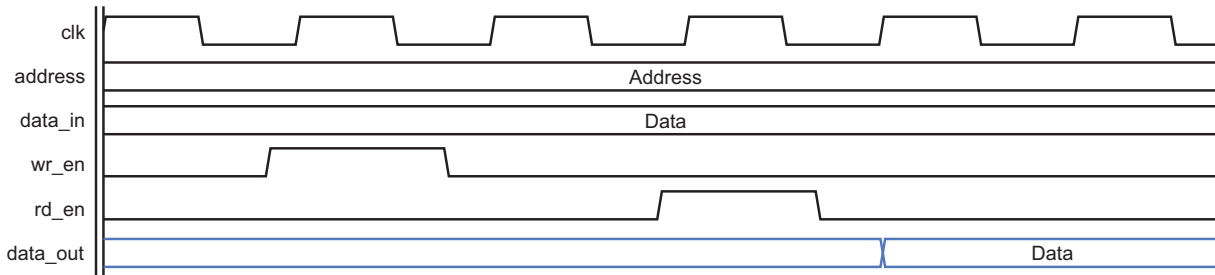 clk
address Address
data_in Data
wr_en
rd_en
data_out Data